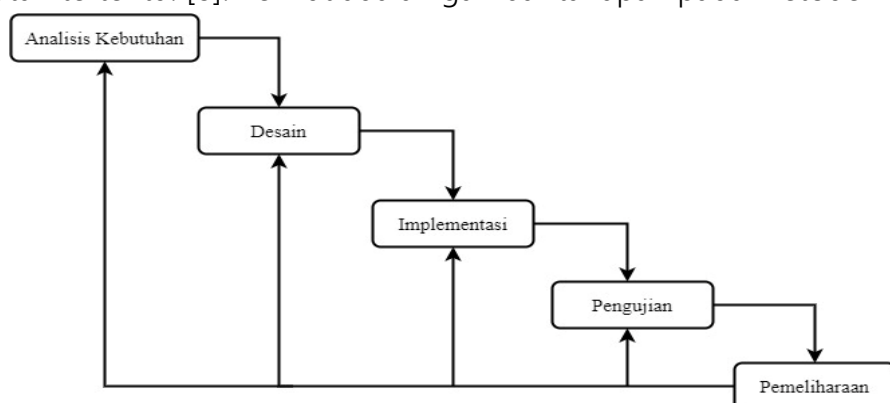 Analisis Kebutuhan
Desain
Implementasi
Pengujian
Pemeliharaan